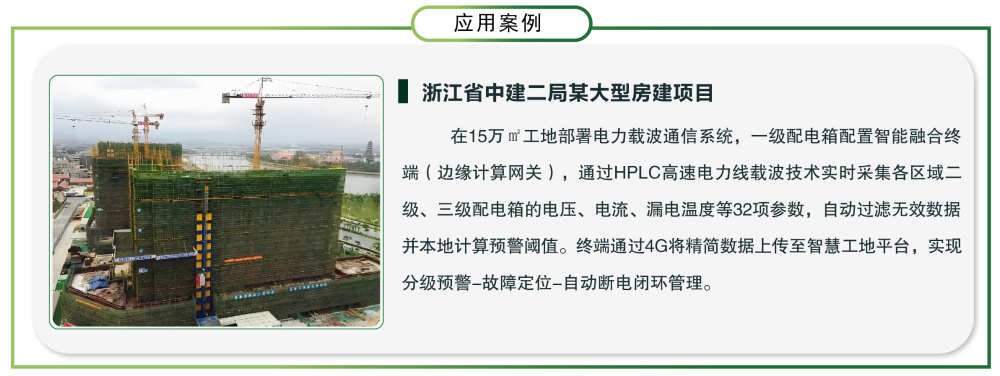 应用案例
浙江省中建二局某大型房建项目
在15万㎡工地部署电力载波通信系统，一级配电箱配置智能融合终
端（边缘计算网关），通过HPLC高速电力线载波技术实时采集各区域二
级、三级配电箱的电压、电流、漏电温度等32项参数，自动过滤无效数据
并本地计算预警阈值。终端通过4G将精简数据上传至智慧工地平台，实现
分级预警–故障定位–自动断电闭环管理。